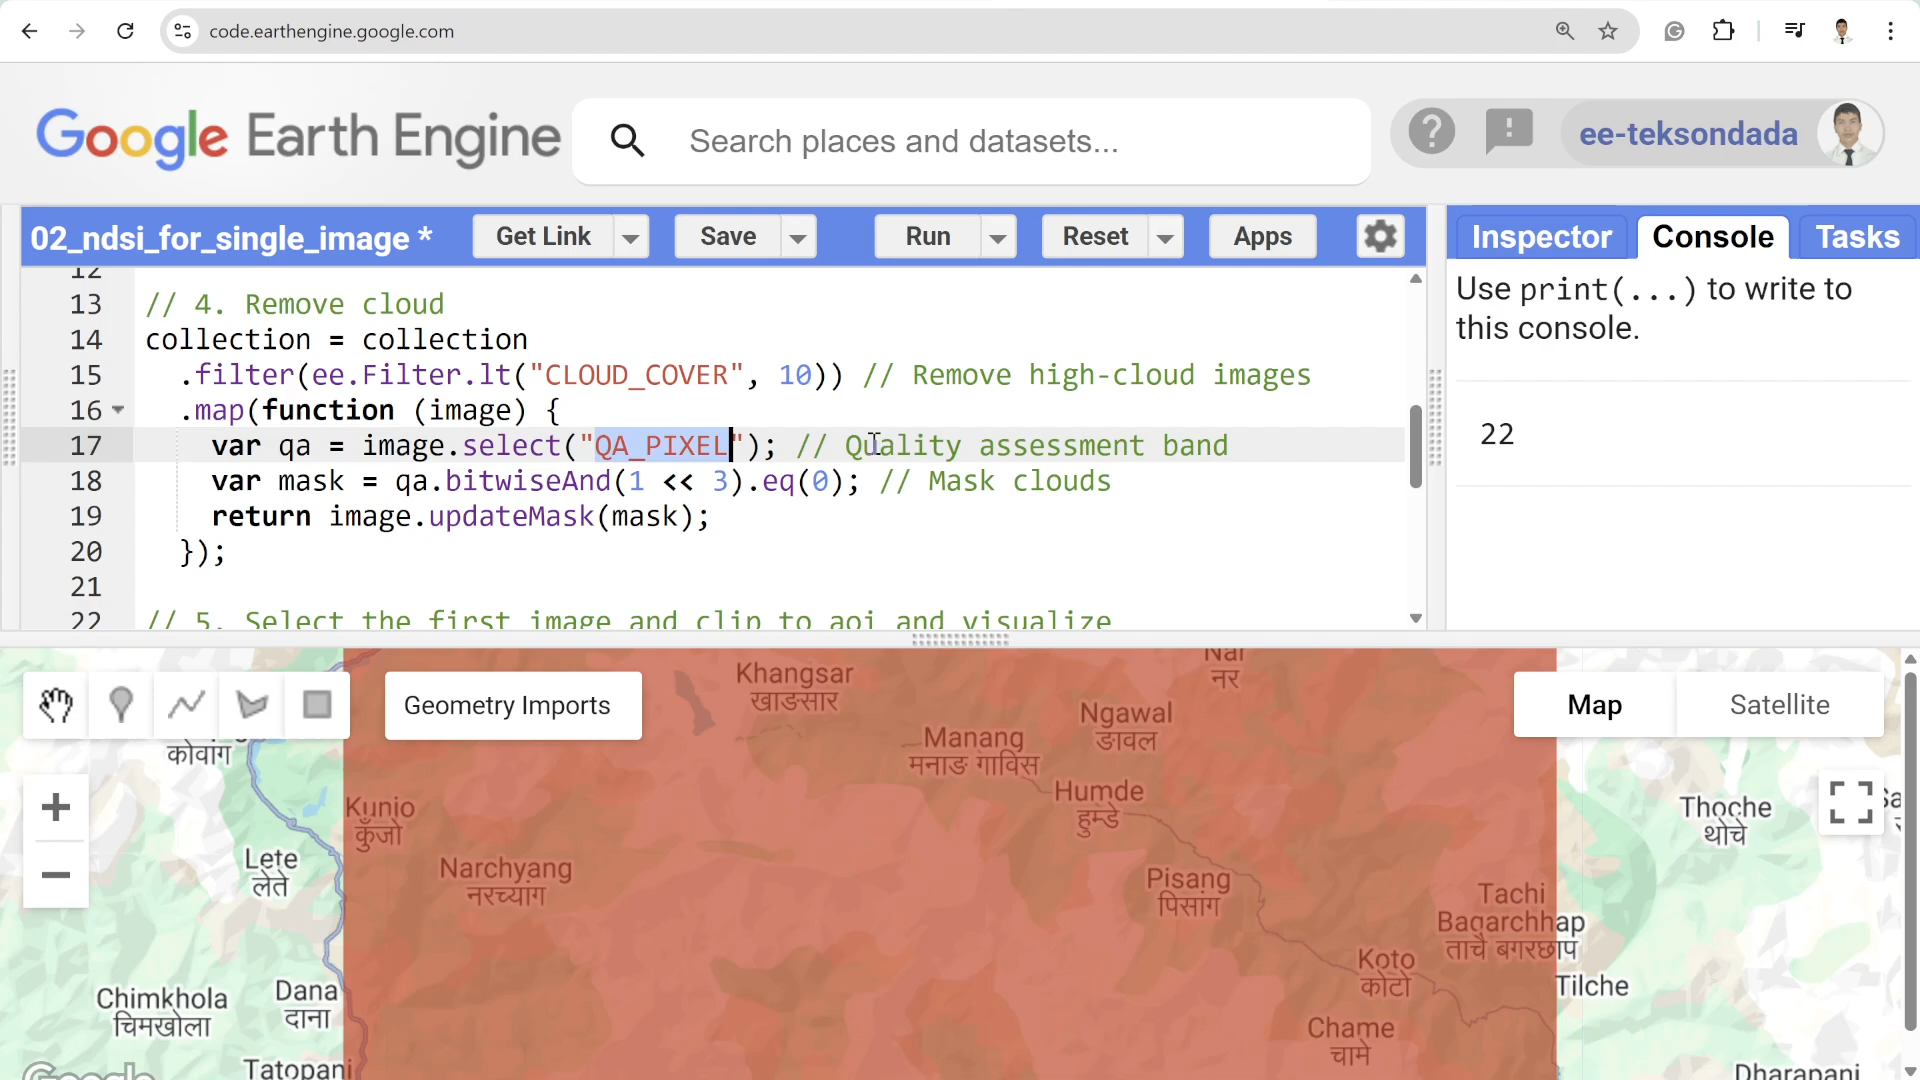 code.earthengine.google.com
Google Earth Engine
Search places and datasets...
ee-teksondada
02_ndsi_for_single_image *
Get Link
Save
Run
Reset
Apps
Inspector
Console
Tasks
12
13 // 4. Remove cloud
14 collection = collection
15 .filter(ee.Filter.lt("CLOUD_COVER", 10)) // Remove high-cloud images
16 .map(function (image) {
17 var qa = image.select("QA_PIXEL"); // Quality assessment band
18 var mask = qa.bitwiseAnd(1 << 3).eq(0); // Mask clouds
19 return image.updateMask(mask);
20 });
21
22 // 5. Select the first image and clip to aoi and visualize
Use print(...) to write to
this console.
22
Geometry Imports
Map
Satellite
कोवाग
Khangsar
खाङसार
Nar
नर
Ngawal
ङावल
Manang
मनाङ गाविस
Humde
हुम्डे
Kunjo
कुँजो
Thoche
थोचे
Lete
लेते
Narchyang
नरच्यांग
Pisang
पिसांग
Tachi
Bagarchhap
ताचै बगरछाप
Koto
कोटो
Tilche
Chimkhola
चिमखोला
Dana
दाना
Chame
चामे
Tatopani
Dharapani
Google